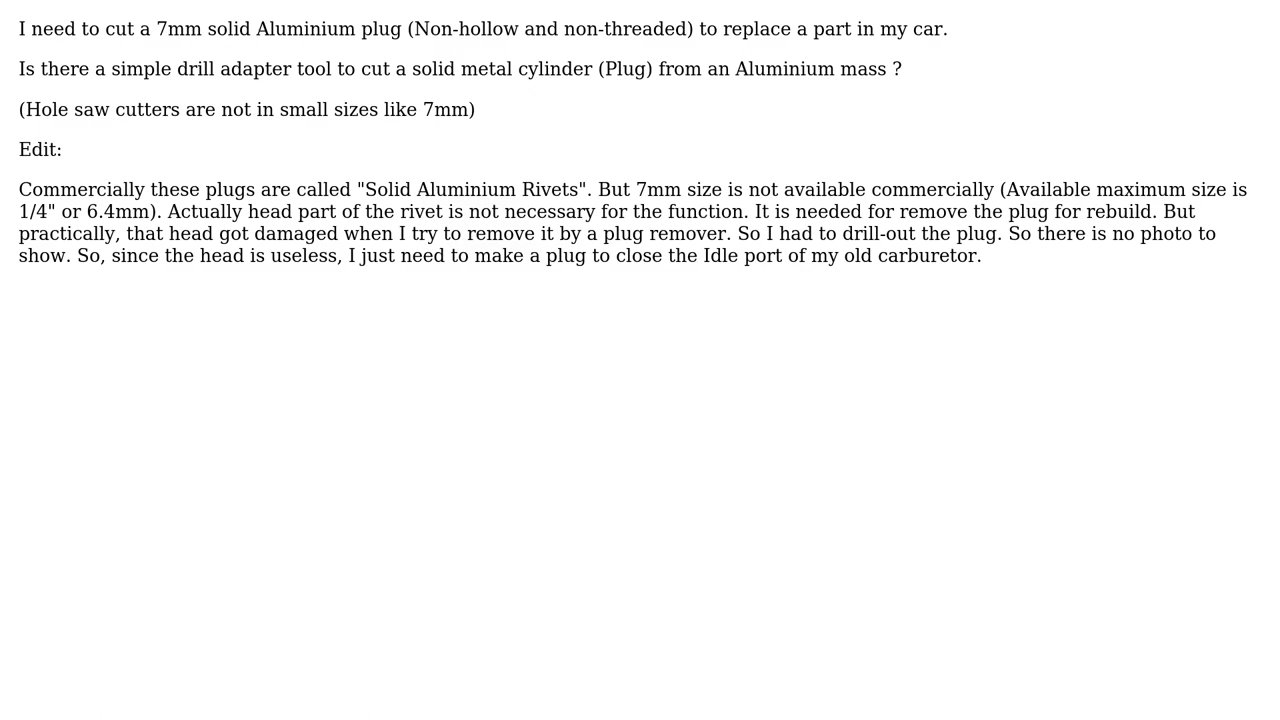 I need to cut a 7mm solid Aluminium plug (Non-hollow and non-threaded) to replace a part in my car.
Is there a simple drill adapter tool to cut a solid metal cylinder (Plug) from an Aluminium mass ?
(Hole saw cutters are not in small sizes like 7mm)
Edit:
Commercially these plugs are called "Solid Aluminium Rivets". But 7mm size is not available commercially (Available maximum size is
1/4" or 6.4mm). Actually head part of the rivet is not necessary for the function. It is needed for remove the plug for rebuild. But
practically, that head got damaged when I try to remove it by a plug remover. So I had to drill-out the plug. So there is no photo to
show. So, since the head is useless, I just need to make a plug to close the Idle port of my old carburetor.